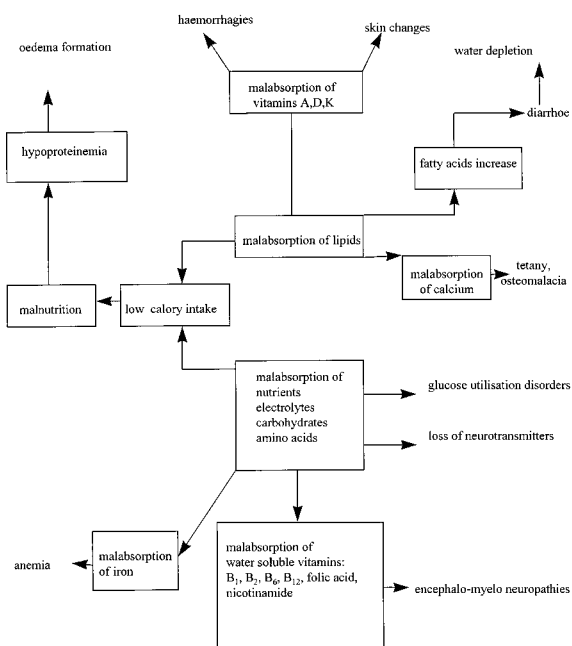 haemorrhagies
skin changes
oedema formation
water depletion
malabsorption of
vitamins A,D,K
diarrhoe
hypoproteinemia
fatty acids increase
malabsorption of lipids
malabsorption
of calcium
tetany,
osteomalacia
malnutrition
low calory intake
malabsorption of
nutrients
electrolytes
carbohydrates
amino acids
glucose utilisation disorders
loss of neurotransmitters
malabsorption
of iron
anemia
malabsorption of
water soluble vitamins:
B1, B2, B6, B12, folic acid,
nicotinamide
encephalo-myelo neuropathies